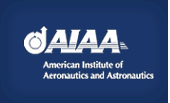 AIAA
American Institute of
Aeronautics and Astronautics